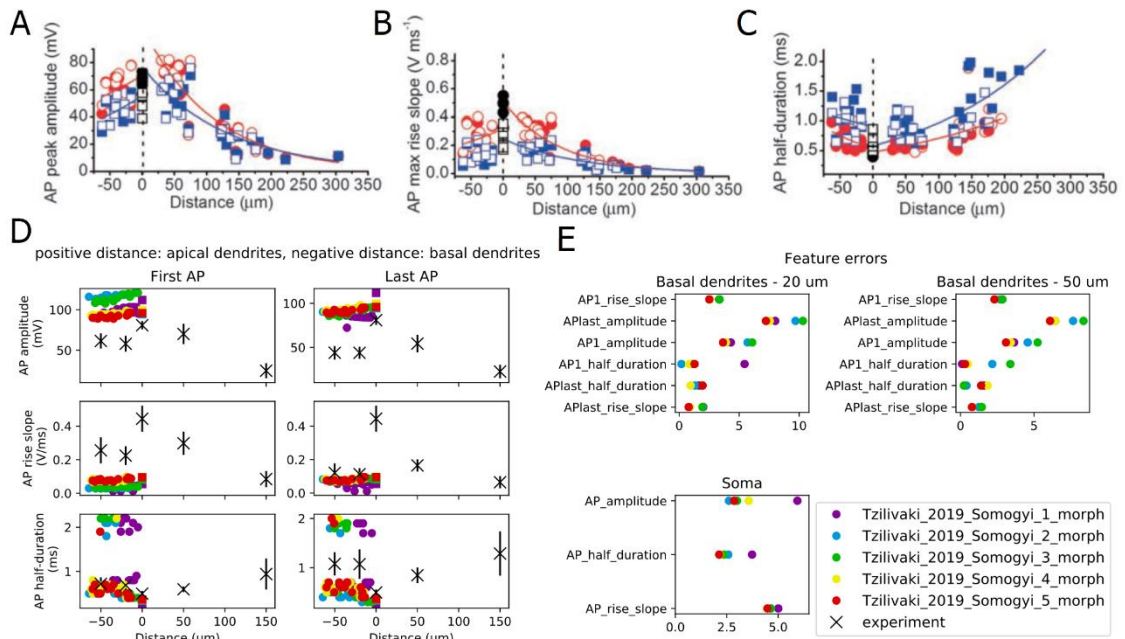 A
B
C
AP peak amplitude (mV)
80
60
40
20
0
-50 0 50 100 150 200 250 300 350
Distance (μm)
AP max rise slope (V ms⁻¹)
0.8
0.6
0.4
0.2
0.0
-50 0 50 100 150 200 250 300 350
Distance (μm)
AP half-duration (ms)
2.0
1.5
1.0
0.5
0.0
-50 0 50 100 150 200 250 300 350
Distance (μm)
D
positive distance: apical dendrites, negative distance: basal dendrites
First AP
Last AP
AP amplitude
(mV)
100
50
100
50
AP rise slope
(V/ms)
0.4
0.2
0.0
0.4
0.2
0.0
AP half-duration
(ms)
2
1
2
1
-50 0 50 100 150
Distance (μm)
-50 0 50 100 150
Distance (μm)
E
Feature errors
Basal dendrites - 20 um
AP1_rise_slope
APlast_amplitude
AP1_amplitude
AP1_half_duration
APlast_half_duration
APlast_rise_slope
0 5 10
Basal dendrites - 50 um
AP1_rise_slope
APlast_amplitude
AP1_amplitude
AP1_half_duration
APlast_half_duration
APlast_rise_slope
0 5
Soma
AP_amplitude
AP_half_duration
AP_rise_slope
0.0 2.5 5.0
Tzilivaki_2019_Somogyi_1_morph
Tzilivaki_2019_Somogyi_2_morph
Tzilivaki_2019_Somogyi_3_morph
Tzilivaki_2019_Somogyi_4_morph
Tzilivaki_2019_Somogyi_5_morph
experiment